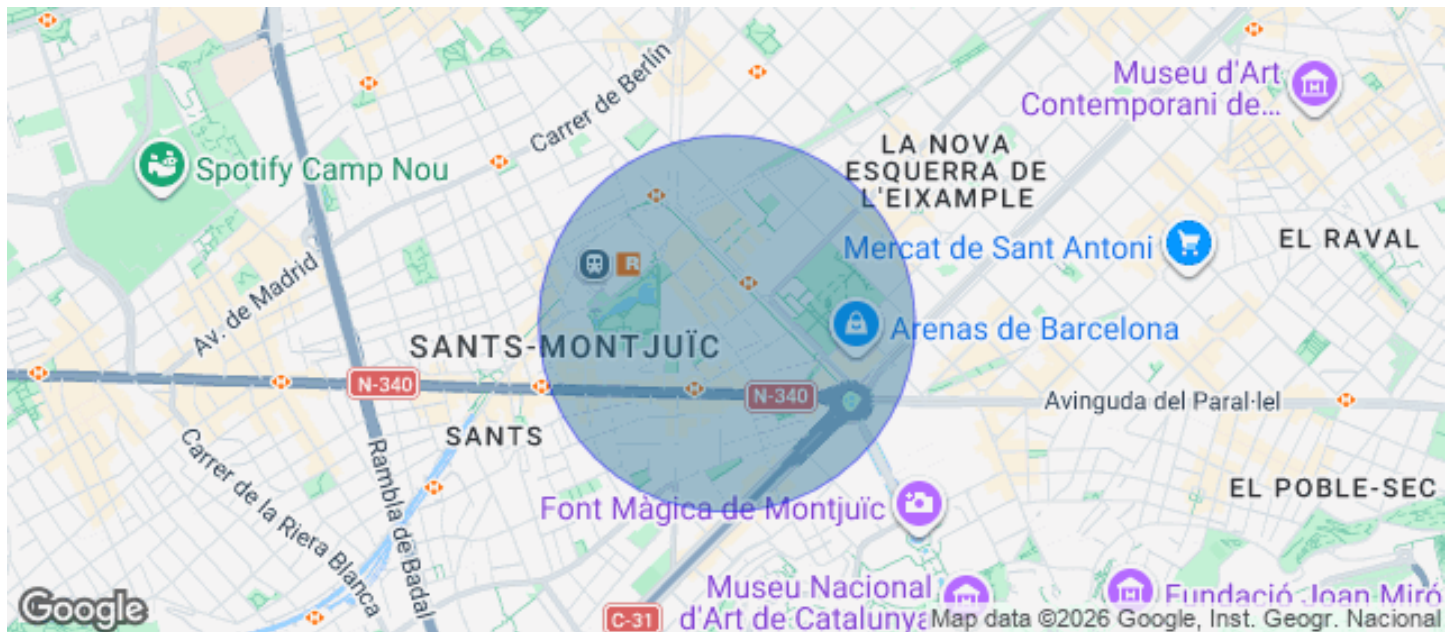 Museu d'Art
Contemporani de...
Carrer de Berlín
LA NOVA
ESQUERRA DE
L'EIXAMPLE
Spotify Camp Nou
Mercat de Sant Antoni
EL RAVAL
R
Av. de Madrid
Arenas de Barcelona
SANTS-MONTJUÏC
N-340
N-340
Avinguda del Paral·lel
SANTS
Rambla de Badal
Carrer de la Riera Blanca
EL POBLE-SEC
Font Màgica de Montjuïc
Museu Nacional
d'Art de Catalunya
Fundació Joan Miró
C-31
Google
Map data ©2026 Google, Inst. Geogr. Nacional